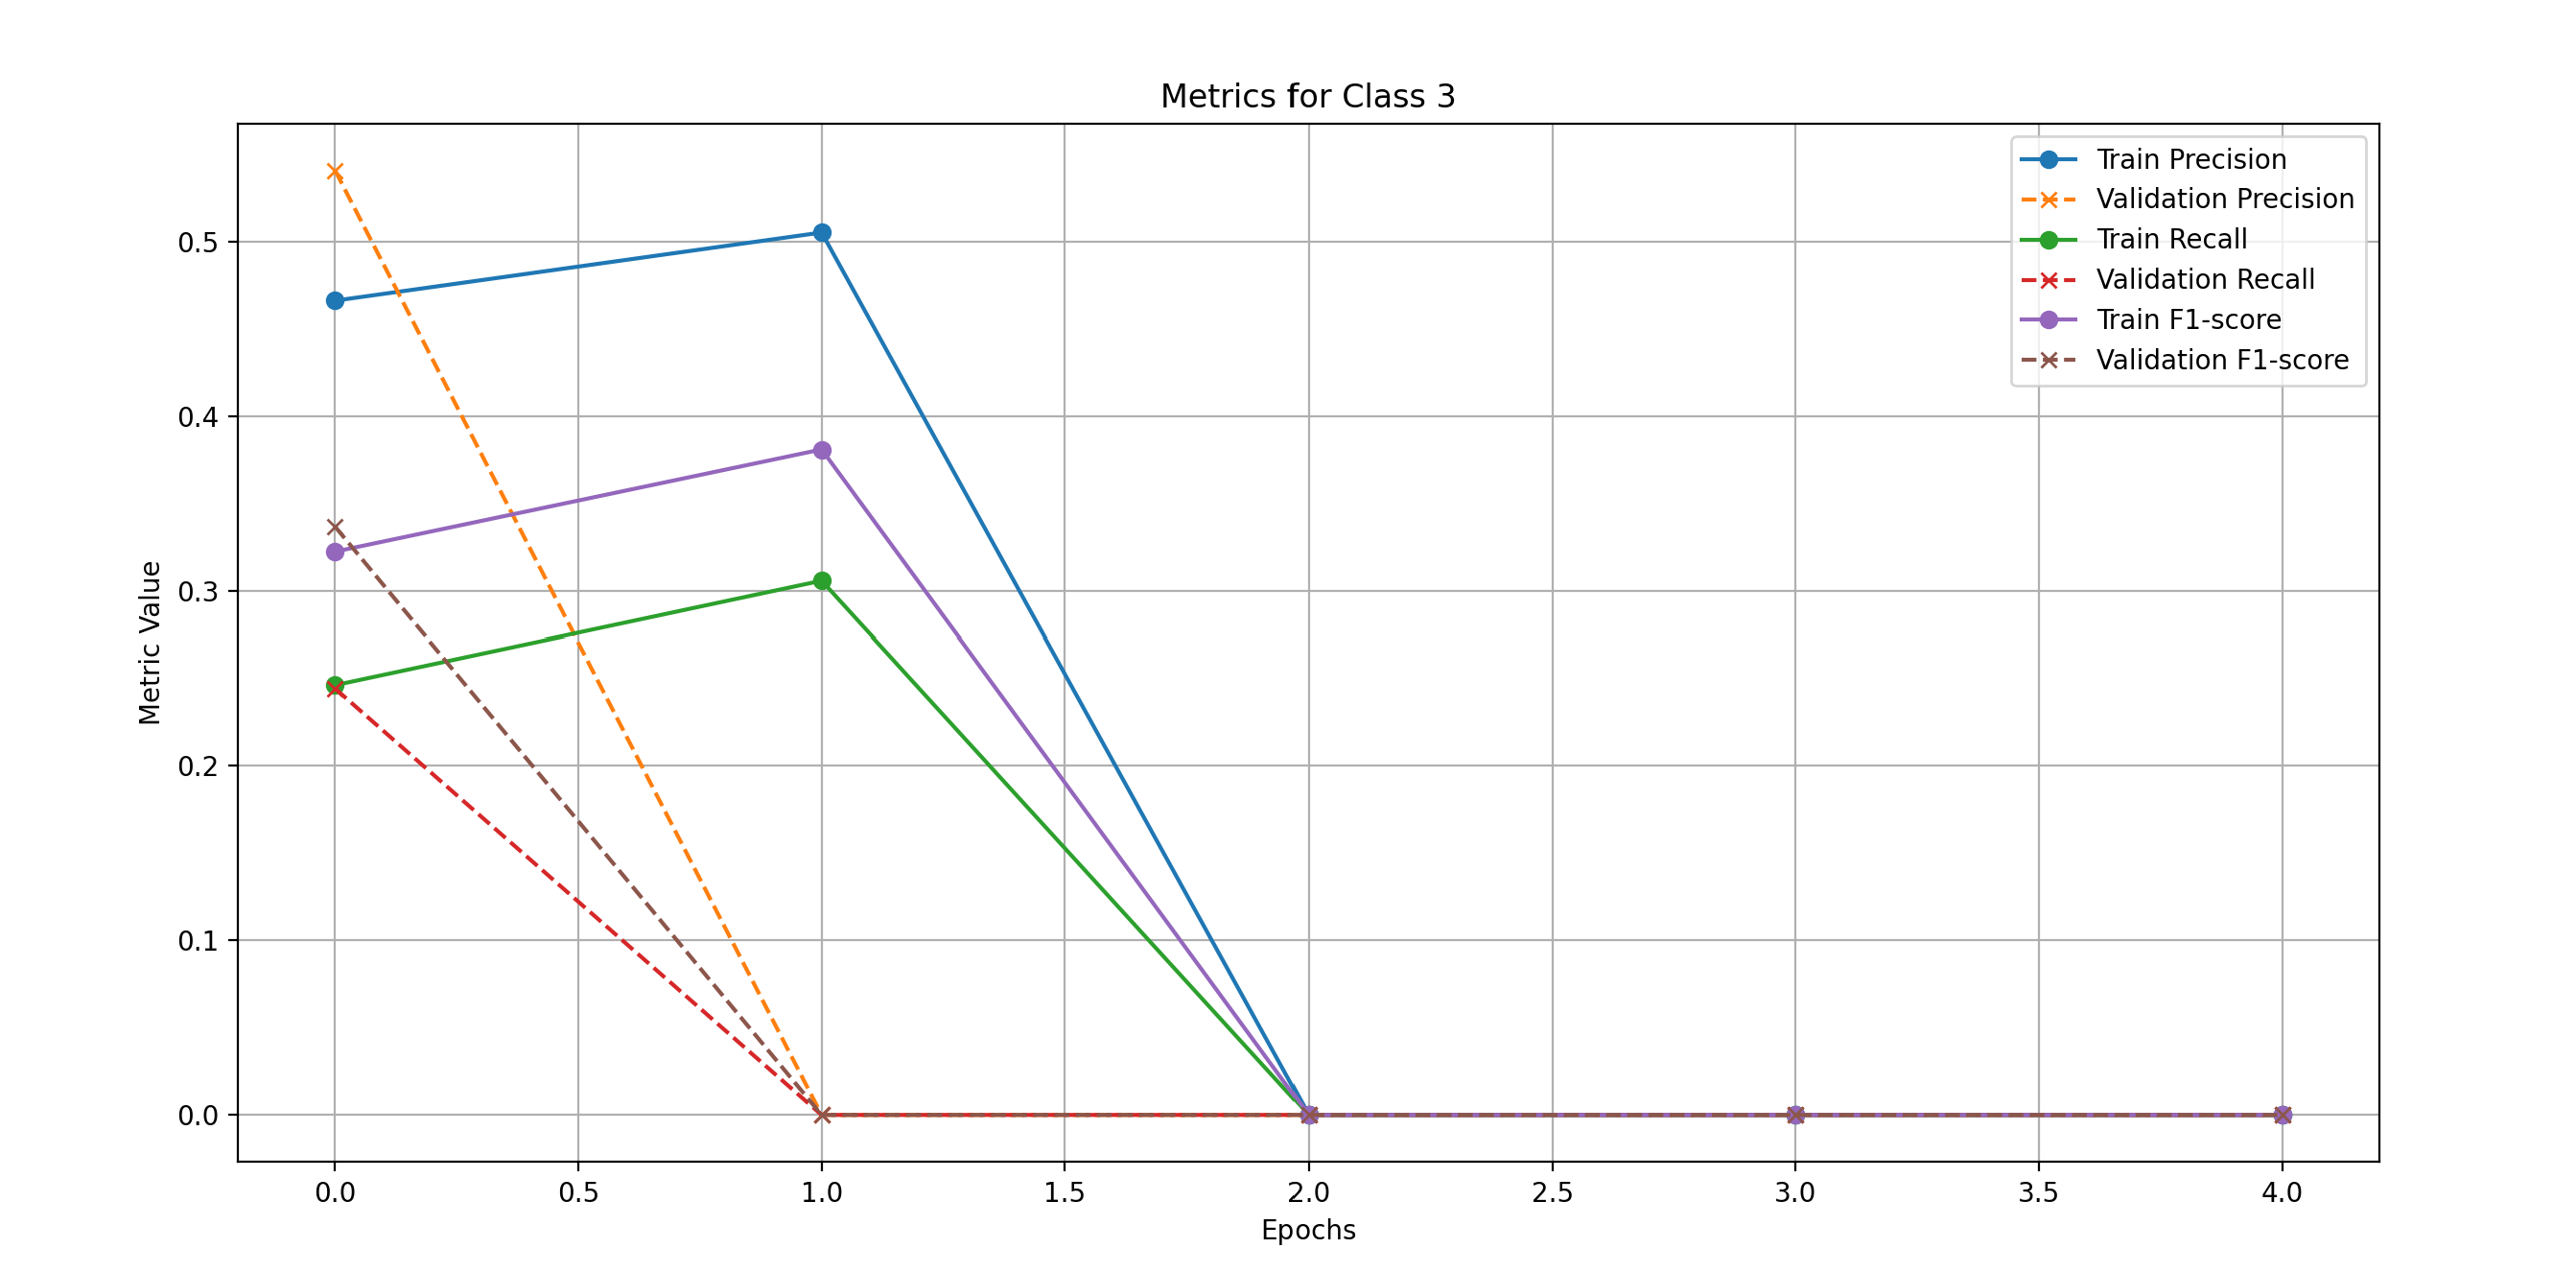 Metrics for Class 3
Train Precision
Validation Precision
Train Recall
Validation Recall
Train F1-score
Validation F1-score
Metric Value
0.5
0.4
0.3
0.2
0.1
0.0
0.0 0.5 1.0 1.5 2.0 2.5 3.0 3.5 4.0
Epochs